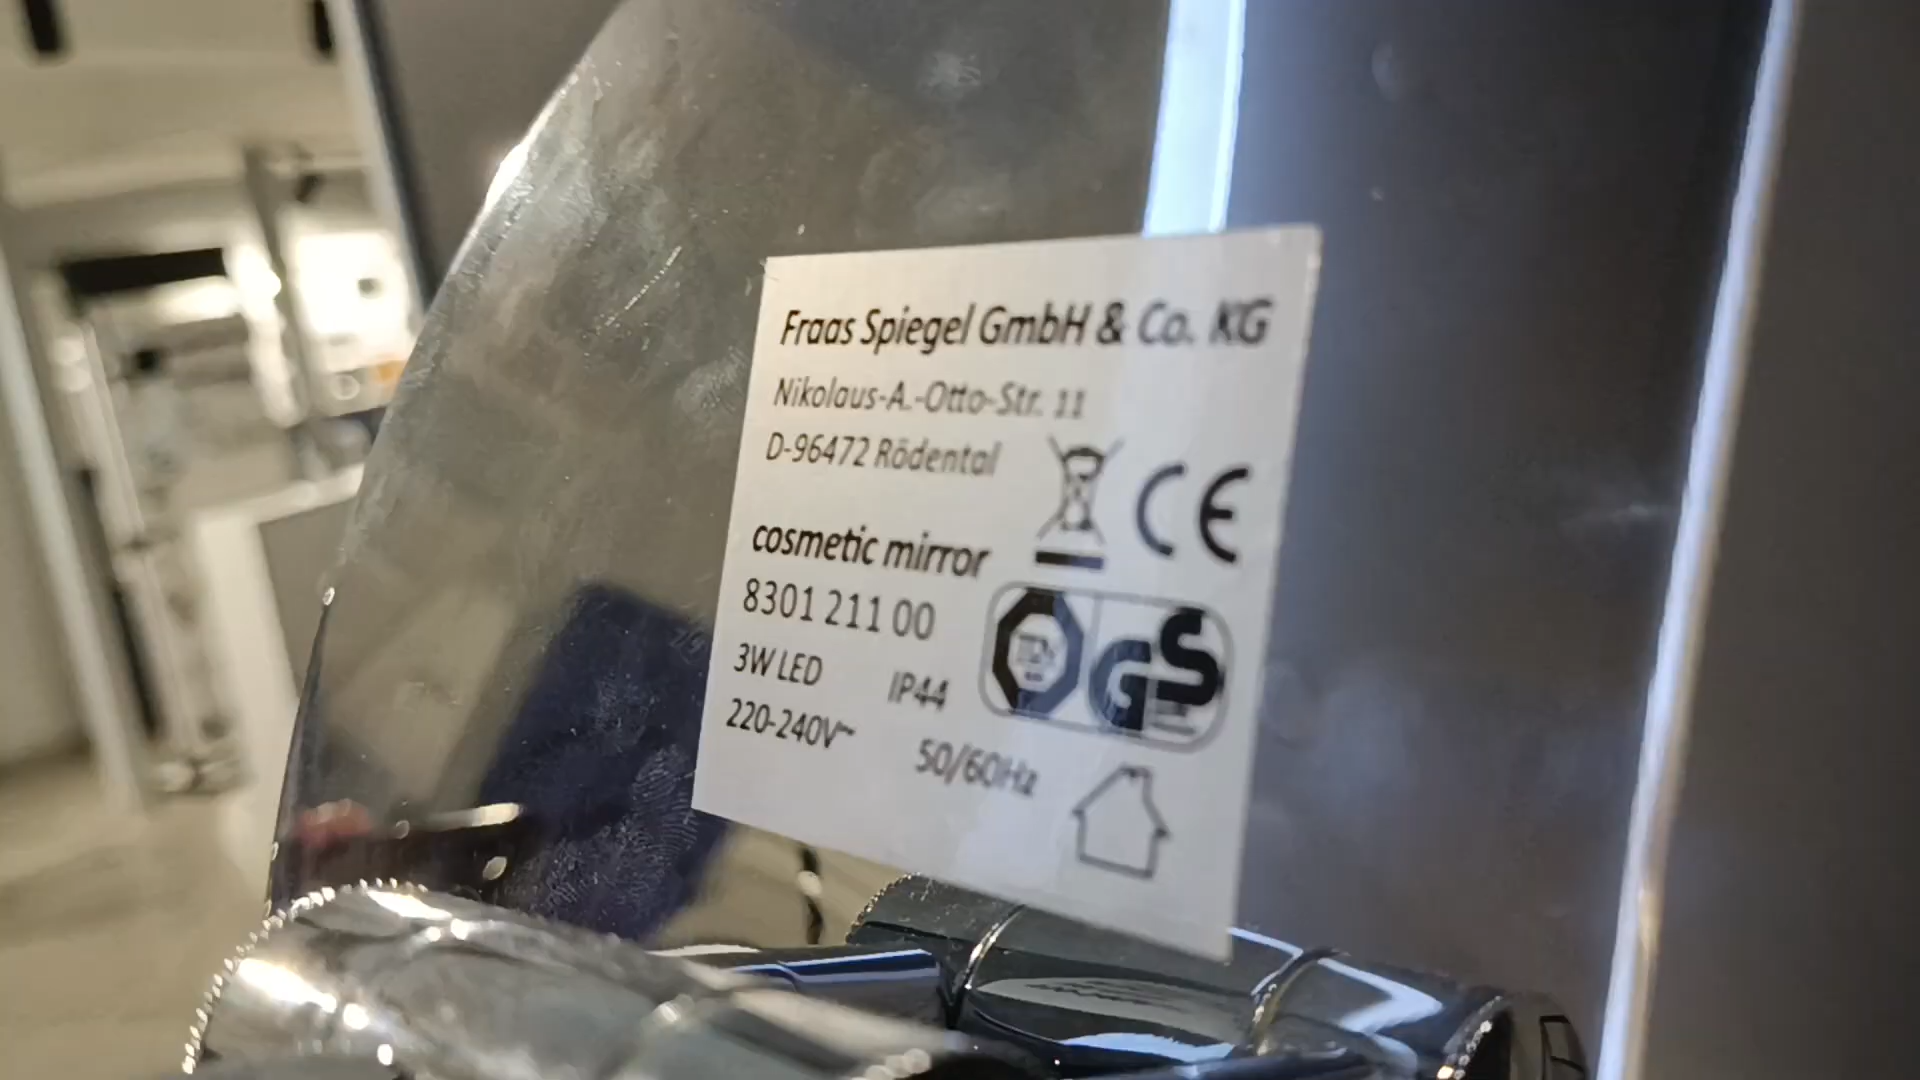 Fraas Spiegel GmbH & Co. KG
Nikolaus-A.-Otto-Str. 11
D-96472 Rödental
CE
cosmetic mirror
8301 211 00
3W LED IP44
GS
220-240V~ 50/60Hz